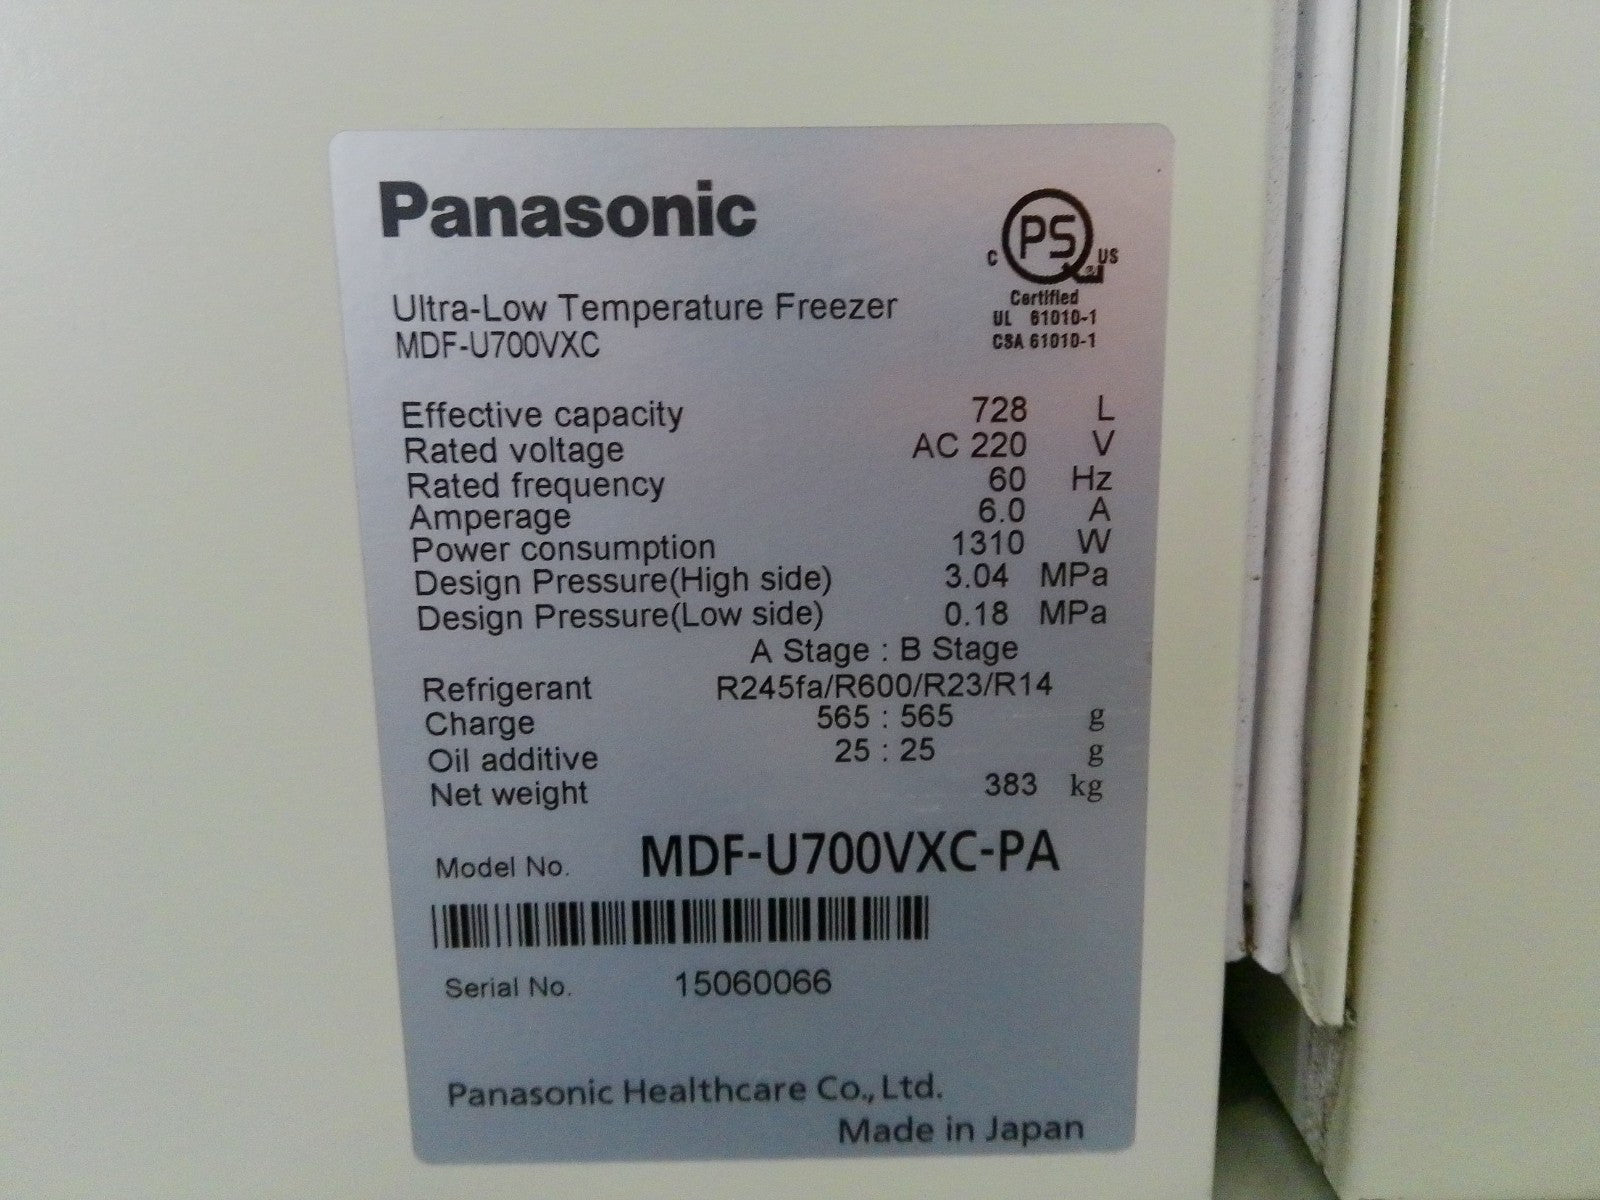 Panasonic
C PS US
Certified
UL 61010-1
CSA 61010-1
Ultra-Low Temperature Freezer
MDF-U700VXC
Effective capacity 728 L
Rated voltage AC 220 V
Rated frequency 60 Hz
Amperage 6.0 A
Power consumption 1310 W
Design Pressure(High side) 3.04 MPa
Design Pressure(Low side) 0.18 MPa
A Stage : B Stage
Refrigerant R245fa/R600/R23/R14
Charge 565 : 565 g
Oil additive 25 : 25 g
Net weight 383 kg
Model No. MDF-U700VXC-PA
Serial No. 15060066
Panasonic Healthcare Co., Ltd.
Made in Japan